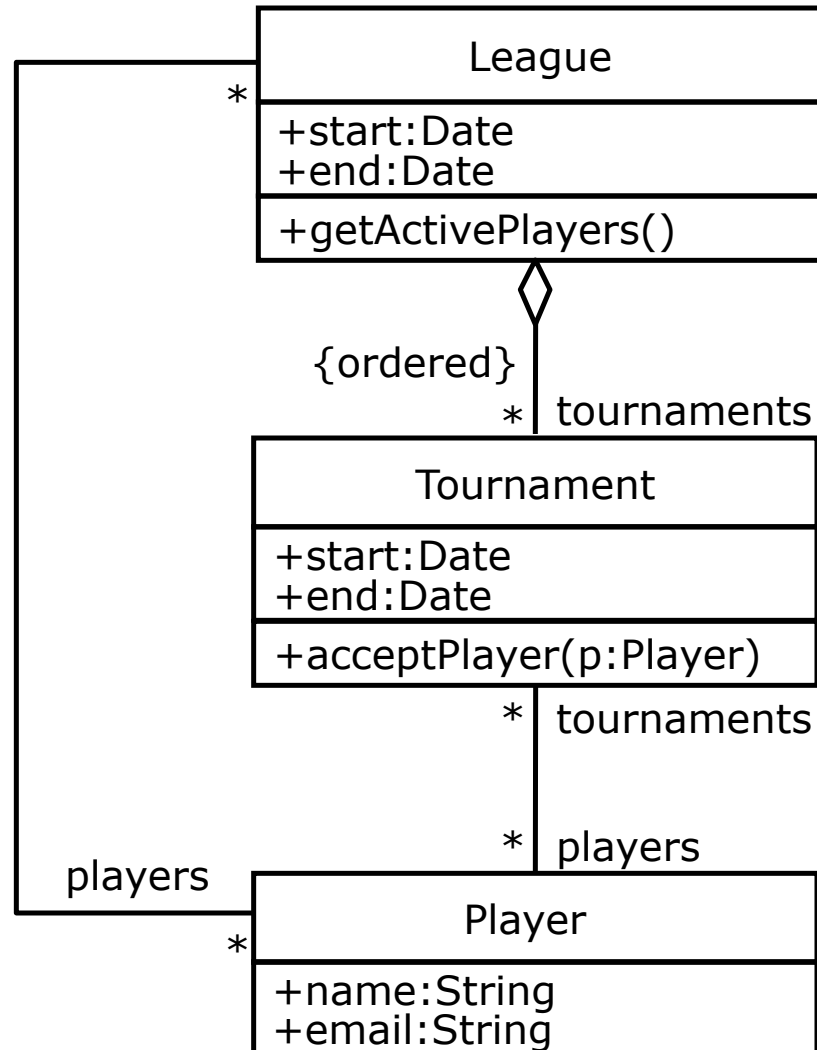 League
*
+start:Date
+end:Date
+getActivePlayers()
{ordered}
* tournaments
Tournament
+start:Date
+end:Date
+acceptPlayer(p:Player)
* tournaments
* players
players
Player
*
+name:String
+email:String